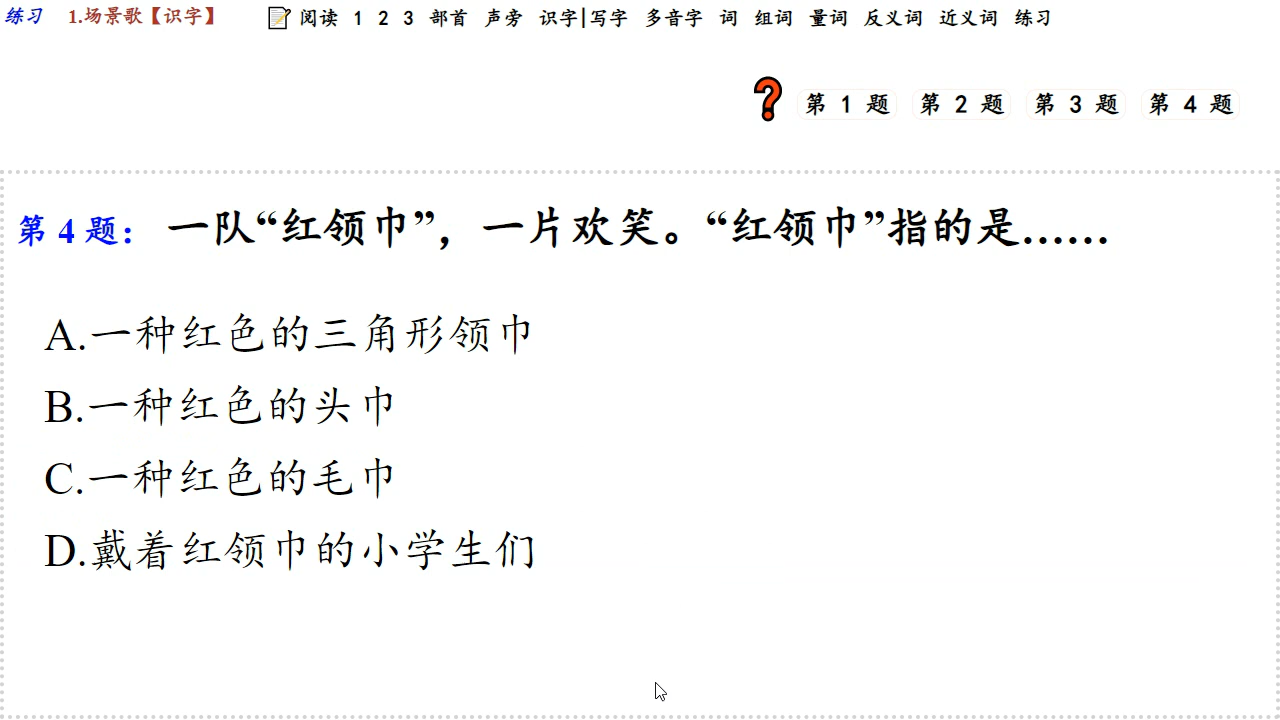 练习 1.场景歌【识字】 阅读 1 2 3 部首 声旁 识字|写字 多音字 词 组词 量词 反义词 近义词 练习
第 1 题 第 2 题 第 3 题 第 4 题
第 4 题： 一队“红领巾”，一片欢笑。“红领巾”指的是……
A.一种红色的三角形领巾
B.一种红色的头巾
C.一种红色的毛巾
D.戴着红领巾的小学生们